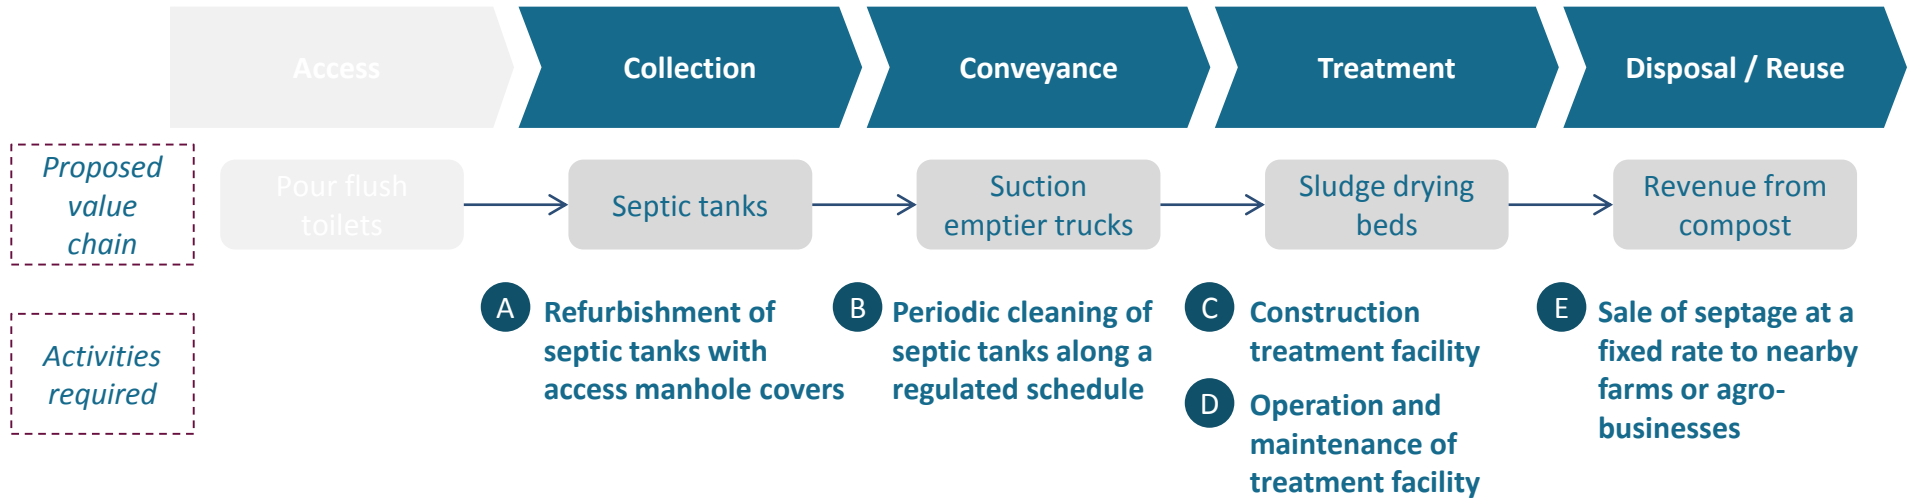 Access
Collection
Conveyance
Treatment
Disposal / Reuse
Proposed
value
chain
Pour flush
toilets
Septic tanks
Suction
emptier trucks
Sludge drying
beds
Revenue from
compost
Activities
required
A
Refurbishment of
septic tanks with
access manhole covers
B
Periodic cleaning of
septic tanks along a
regulated schedule
C
Construction
treatment facility
D
Operation and
maintenance of
treatment facility
E
Sale of septage at a
fixed rate to nearby
farms or agro-
businesses